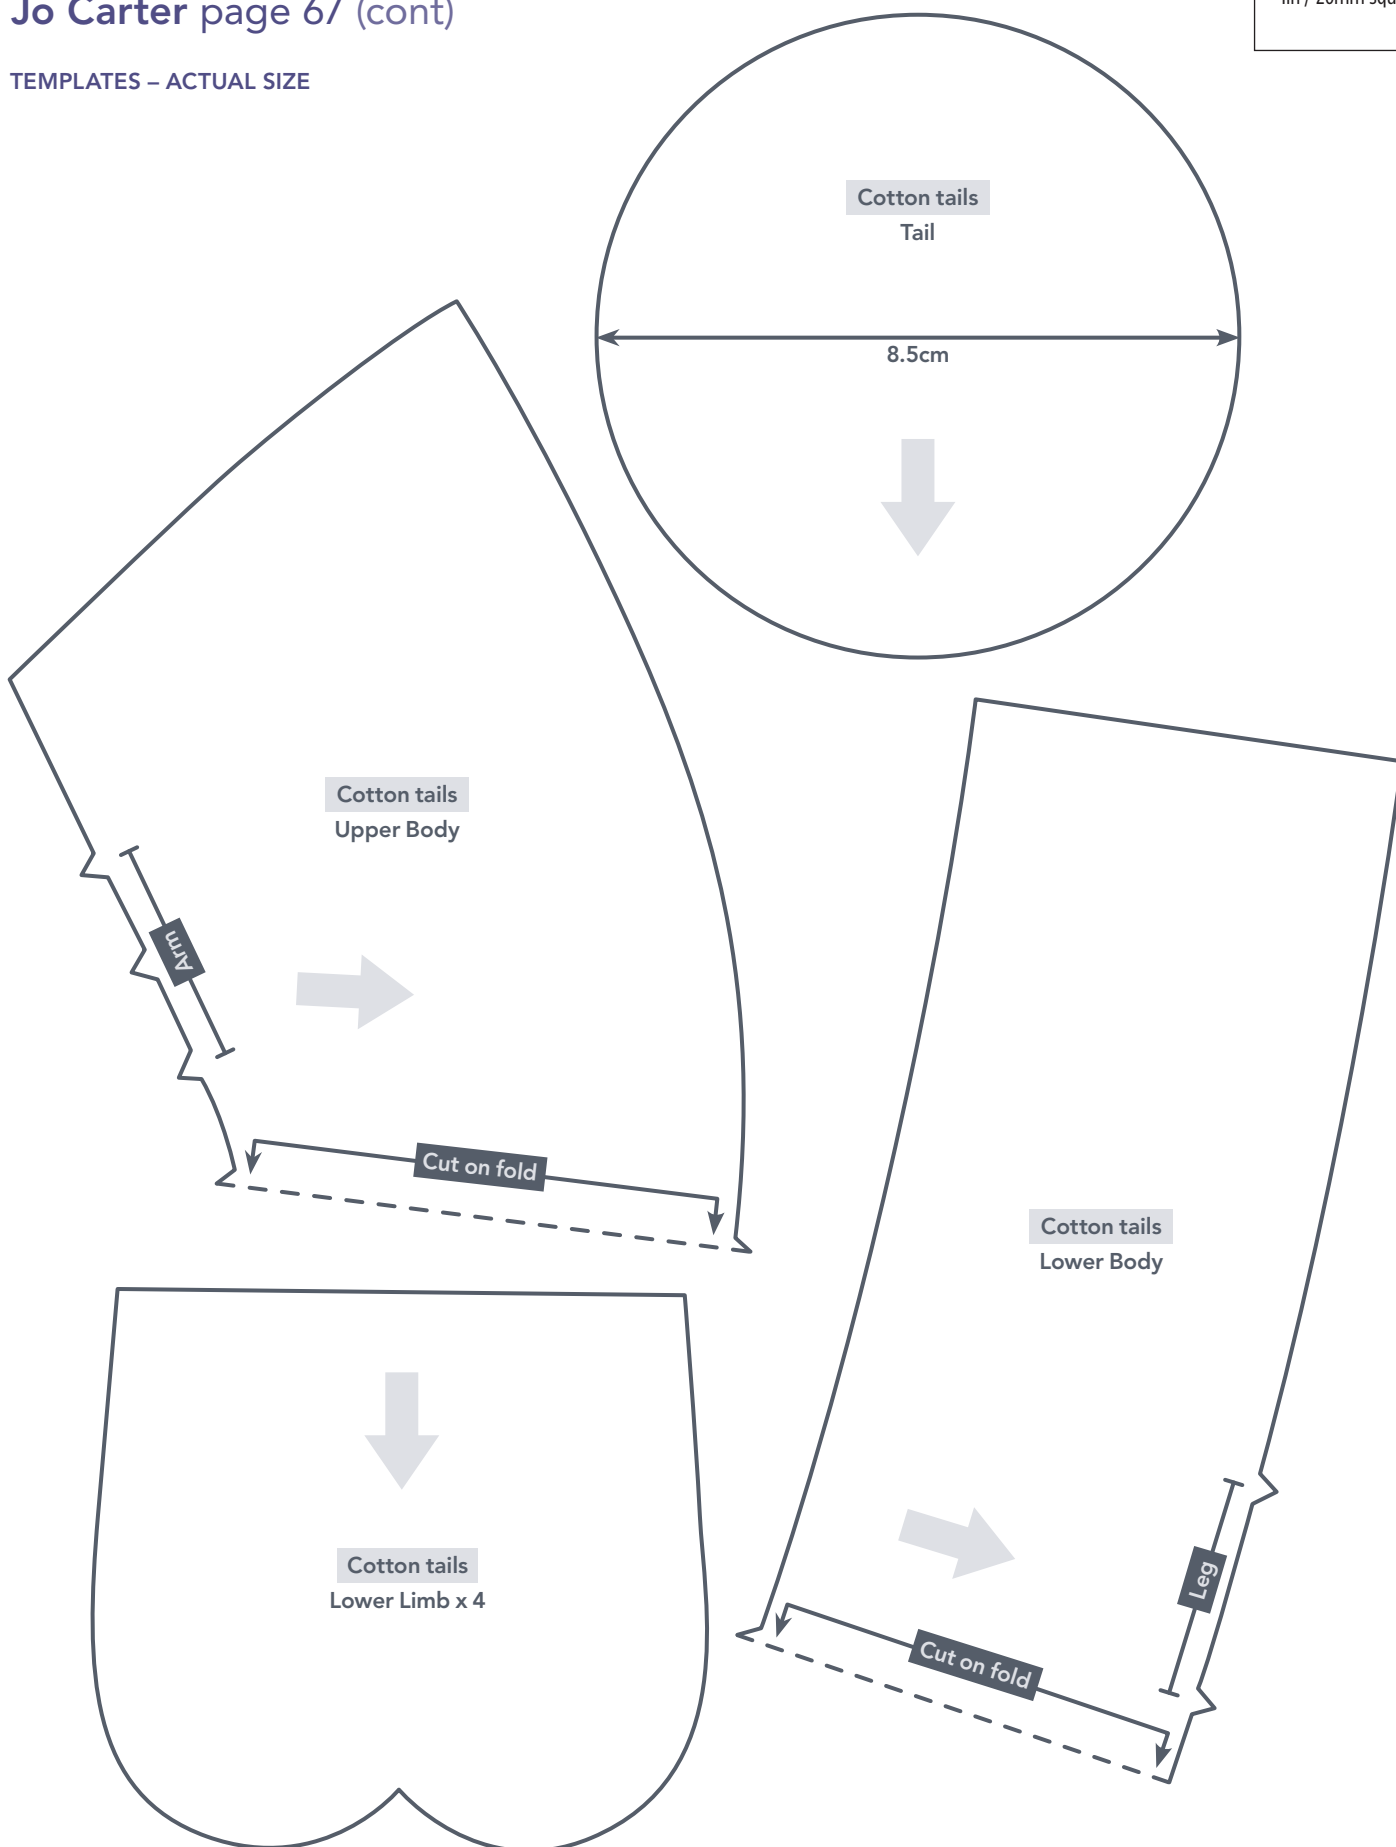 Jo Carter page 67 (cont)
TEMPLATES – ACTUAL SIZE
Cotton tails
Tail
8.5cm
Cotton tails
Upper Body
Arm
Cut on fold
Cotton tails
Lower Body
Leg
Cut on fold
Cotton tails
Lower Limb x 4